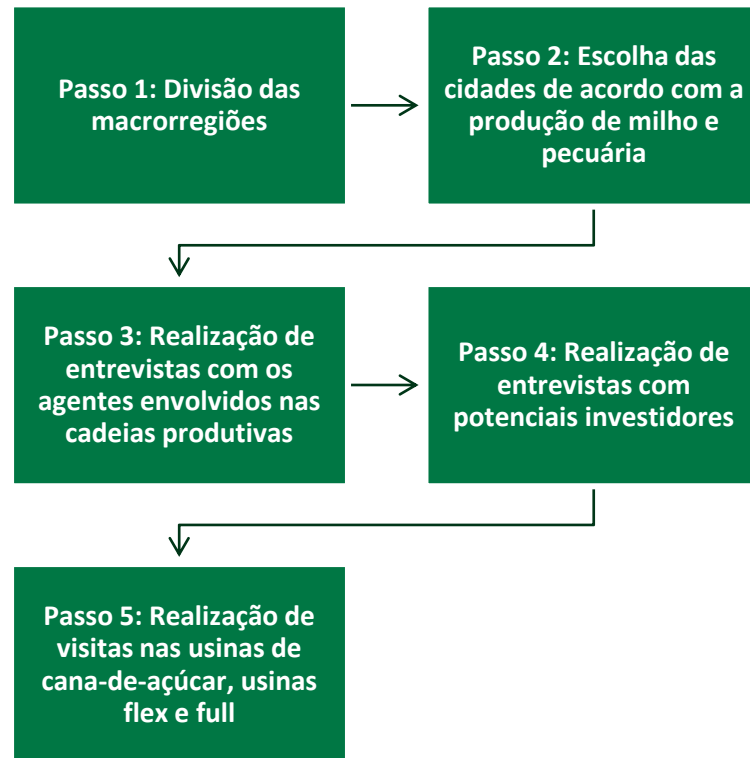 Passo 1: Divisão das
macrorregiões
Passo 2: Escolha das
cidades de acordo com a
produção de milho e
pecuária
Passo 3: Realização de
entrevistas com os
agentes envolvidos nas
cadeias produtivas
Passo 4: Realização de
entrevistas com
potenciais investidores
Passo 5: Realização de
visitas nas usinas de
cana-de-açúcar, usinas
flex e full